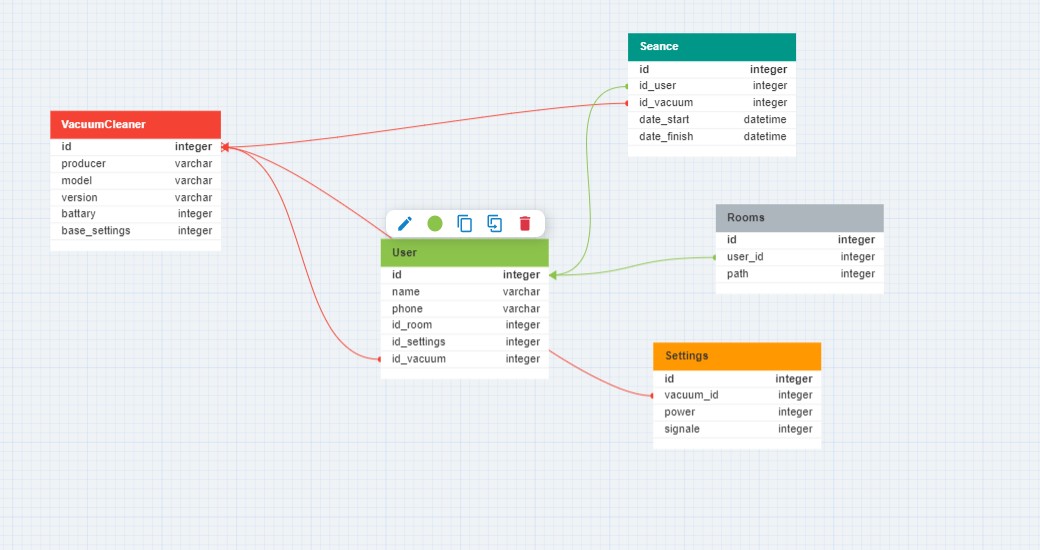 Seance
id integer
id_user integer
id_vacuum integer
date_start datetime
date_finish datetime
VacuumCleaner
id integer
producer varchar
model varchar
version varchar
battary integer
base_settings integer
Rooms
id integer
user_id integer
path integer
User
id integer
name varchar
phone varchar
id_room integer
id_settings integer
id_vacuum integer
Settings
id integer
vacuum_id integer
power integer
signale integer